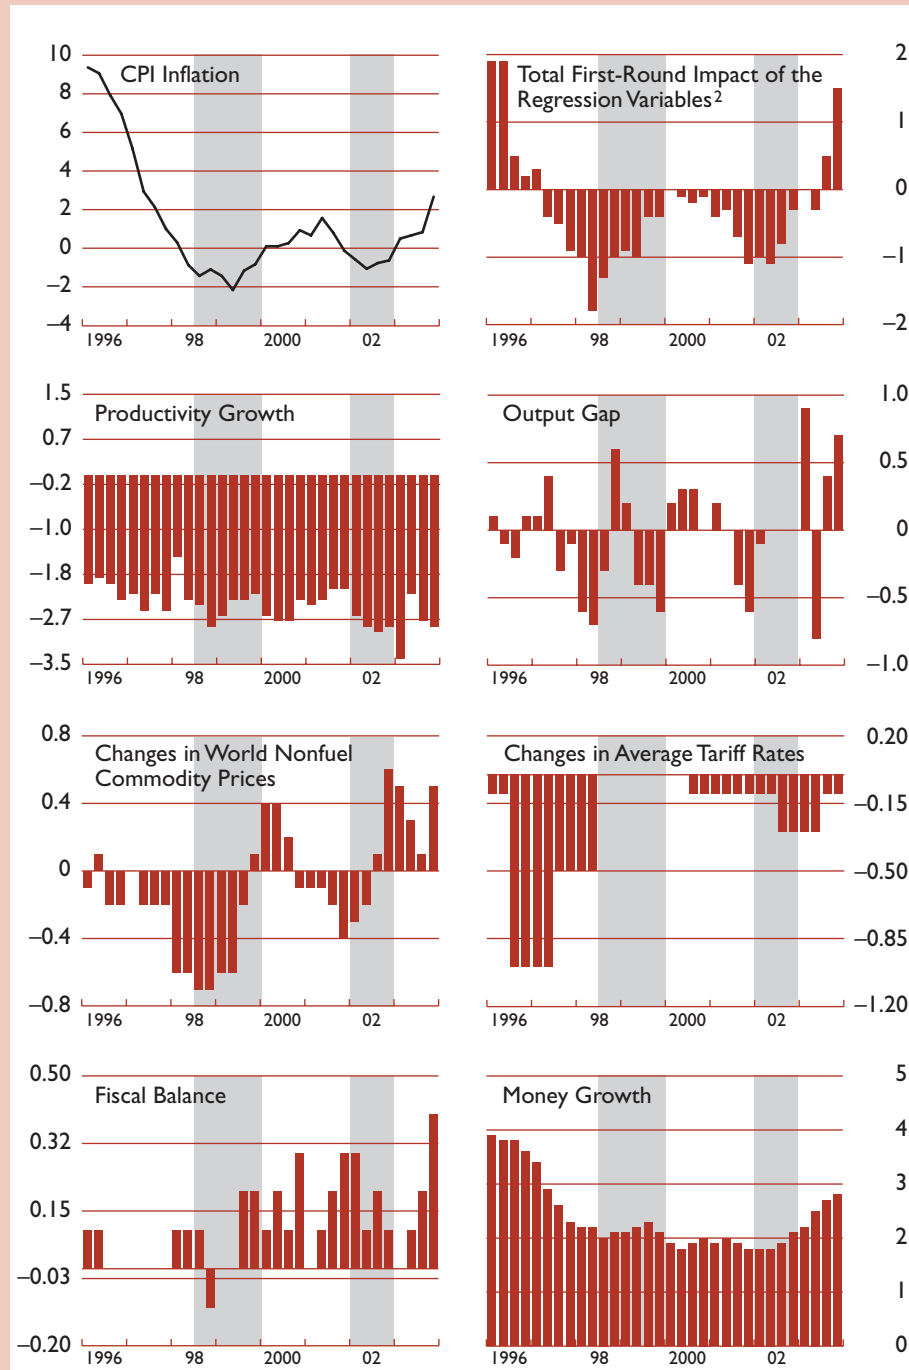 CPI Inflation
10
8
6
4
2
0
–2
–4
1996 98 2000 02
Total First-Round Impact of the
Regression Variables2
2
1
0
–1
–2
1996 98 2000 02
Productivity Growth
1.5
0.7
–0.2
–1.0
–1.8
–2.7
–3.5
1996 98 2000 02
Output Gap
1.0
0.5
0
–0.5
–1.0
1996 98 2000 02
Changes in World Nonfuel
Commodity Prices
0.8
0.4
0
–0.4
–0.8
1996 98 2000 02
Changes in Average Tariff Rates
0.20
–0.15
–0.50
–0.85
–1.20
1996 98 2000 02
Fiscal Balance
0.50
0.32
0.15
–0.03
–0.20
1996 98 2000 02
Money Growth
5
4
3
2
1
0
1996 98 2000 02